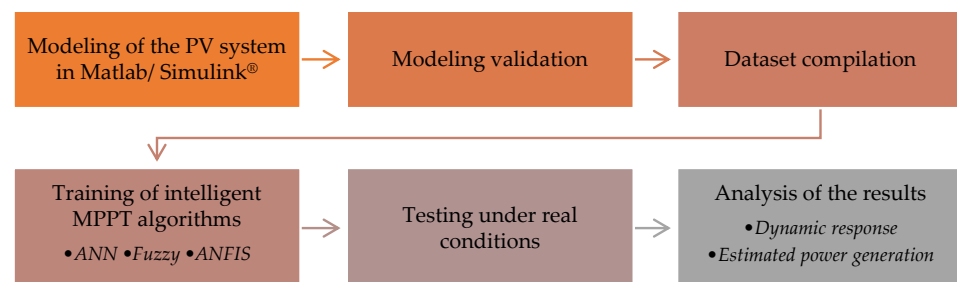 Modeling of the PV system
in Matlab/ Simulink®
Modeling validation
Dataset compilation
Training of intelligent
MPPT algorithms
•ANN •Fuzzy •ANFIS
Testing under real
conditions
Analysis of the results
•Dynamic response
•Estimated power generation